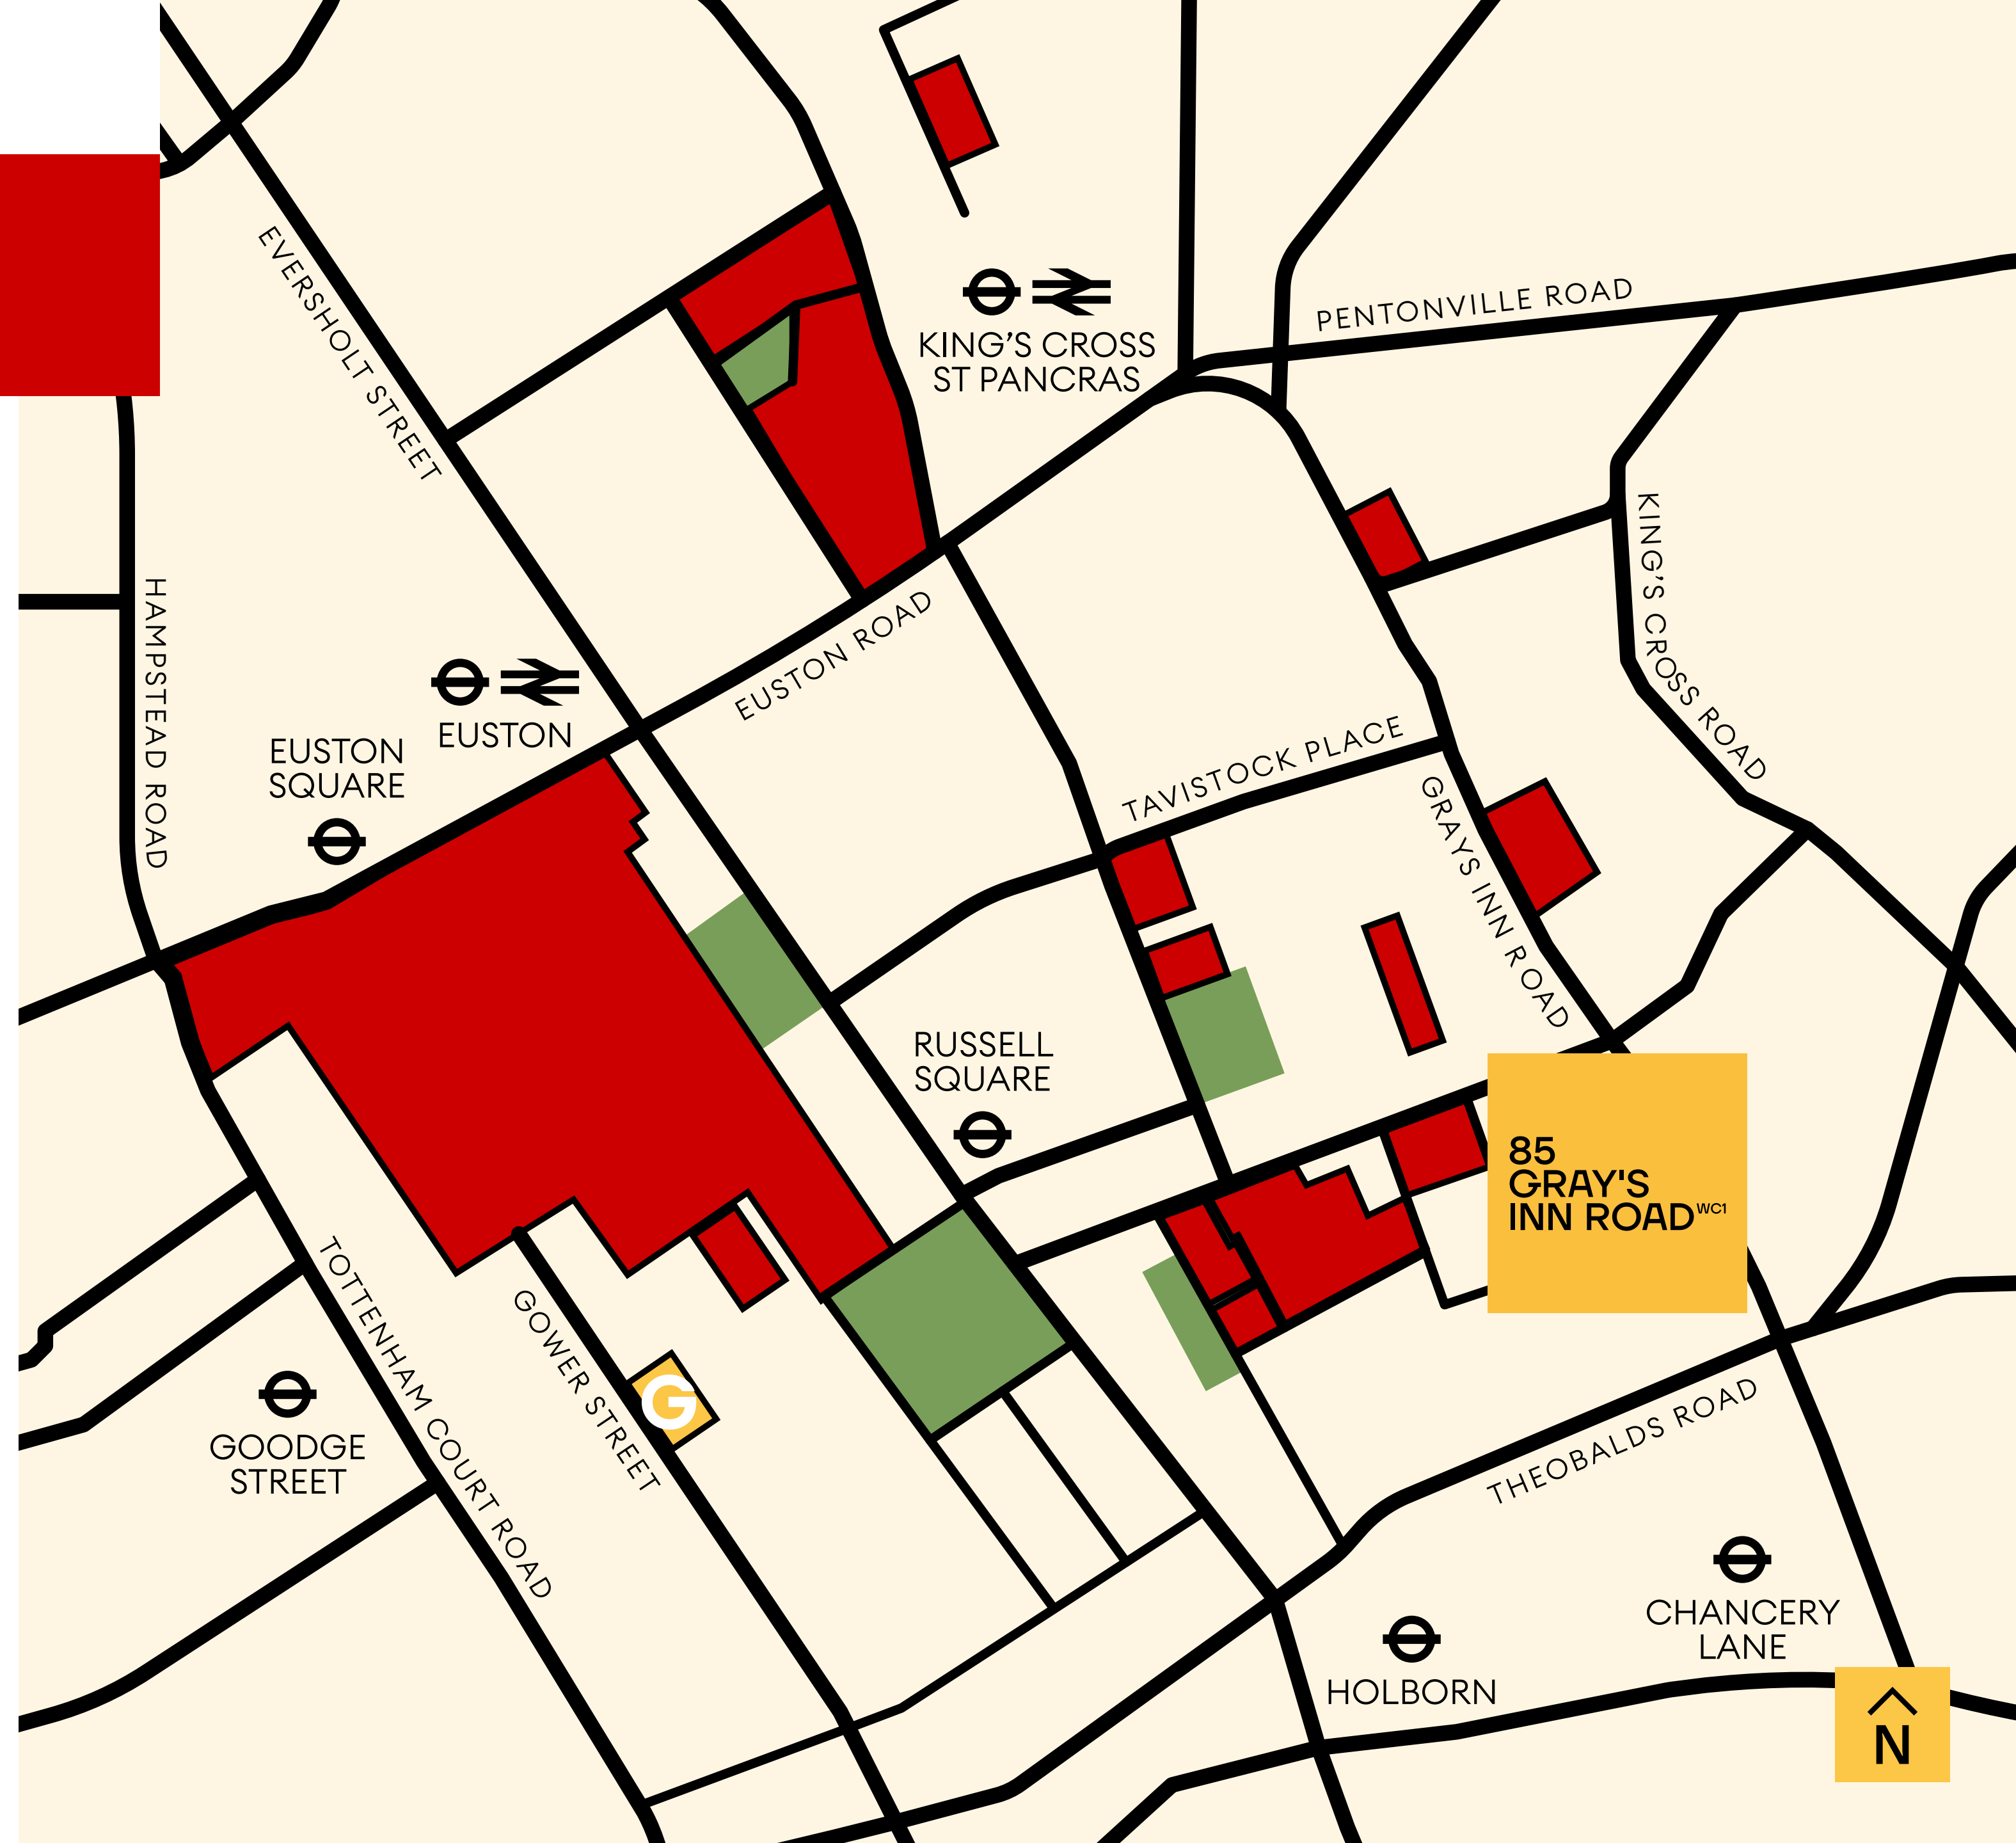 EVERSHOLT STREET
KING'S CROSS
ST PANCRAS
PENTONVILLE ROAD
KING'S CROSS ROAD
HAMPSTEAD ROAD
EUSTON ROAD
EUSTON
EUSTON
SQUARE
TAVISTOCK PLACE
GRAYS INN ROAD
RUSSELL
SQUARE
85
GRAY'S
INN ROAD WC1
TOTTENHAM COURT ROAD
GOWER STREET
G
GOODGE
STREET
THEOBALDS ROAD
CHANCERY
LANE
HOLBORN
N